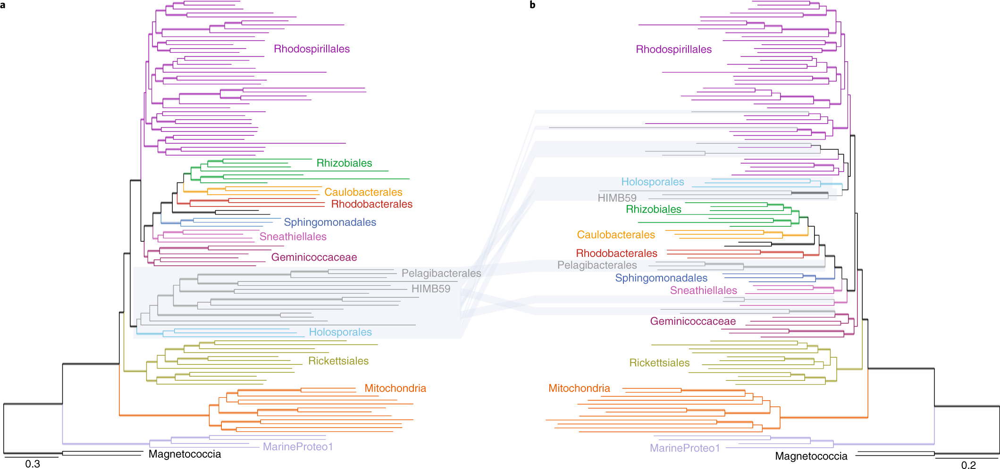 a
Rhodospirillales
Rhizobiales
Caulobacterales
Rhodobacterales
Sphingomonadales
Sneathiellales
Geminicoccaceae
Pelagibacterales
HIMB59
Holosporales
Rickettsiales
Mitochondria
MarineProteo1
Magnetococcia
0.3
b
Rhodospirillales
Holosporales
HIMB59
Rhizobiales
Caulobacterales
Rhodobacterales
Pelagibacterales
Sphingomonadales
Sneathiellales
Geminicoccaceae
Rickettsiales
Mitochondria
MarineProteo1
Magnetococcia
0.2